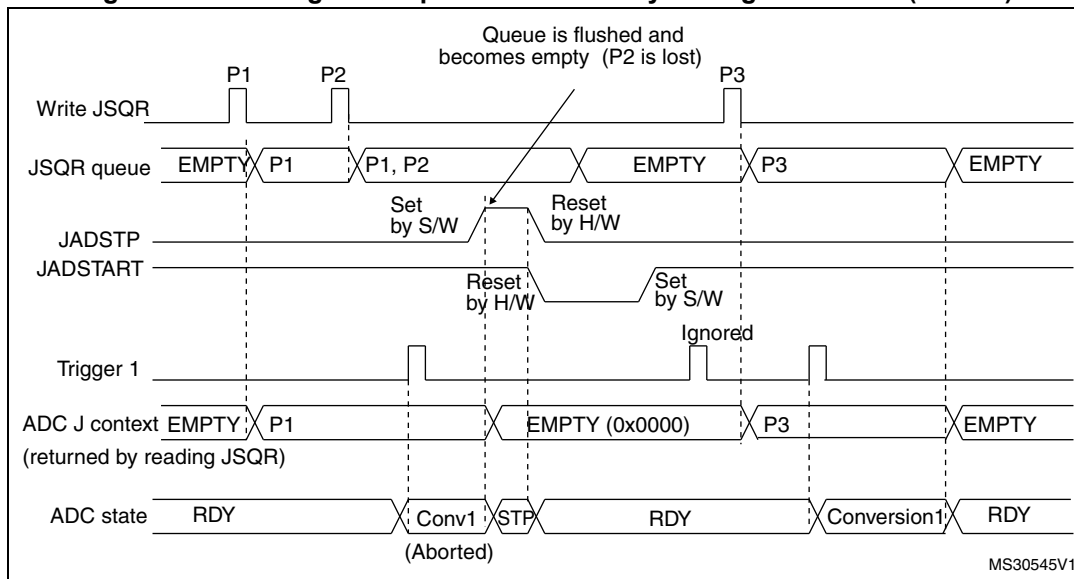 Queue is flushed and
becomes empty (P2 is lost)
P1 P2 P3
Write JSQR
JSQR queue EMPTY P1 P1, P2 EMPTY P3 EMPTY
Set
by S/W
Reset
by H/W
JADSTP
JADSTART
Reset
by H/W
Set
by S/W
Ignored
Trigger 1
ADC J context EMPTY P1 EMPTY (0x0000) P3 EMPTY
(returned by reading JSQR)
ADC state RDY Conv1 STP RDY Conversion1 RDY
(Aborted)
MS30545V1